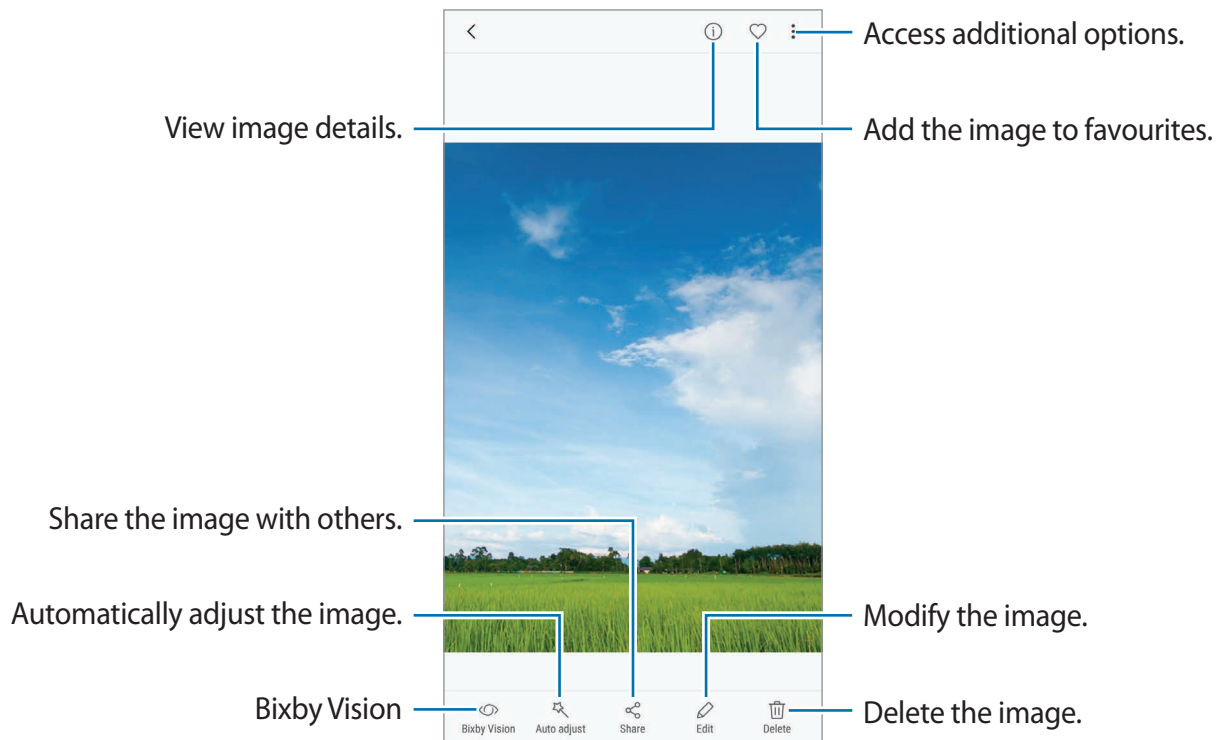 Access additional options.
View image details.
Add the image to favourites.
Share the image with others.
Automatically adjust the image.
Modify the image.
Bixby Vision
Delete the image.
Bixby Vision
Auto adjust
Share
Edit
Delete